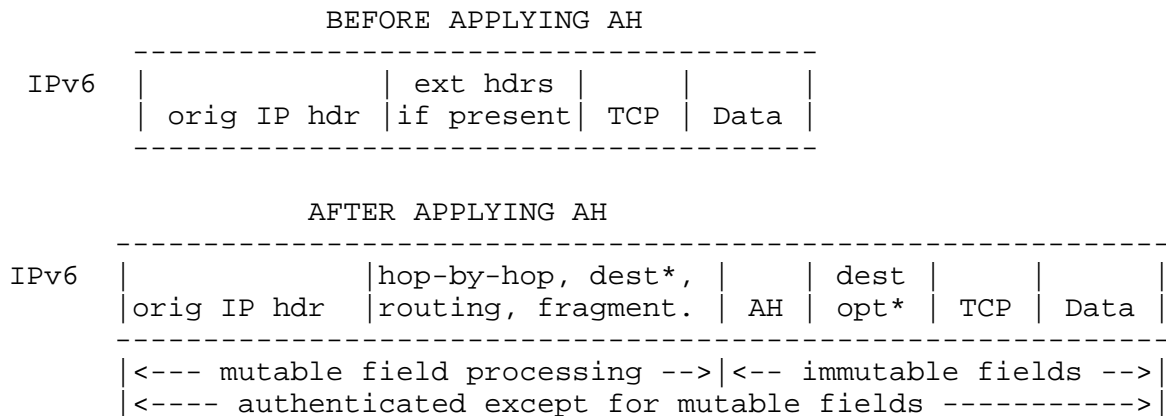 BEFORE APPLYING AH
---------------------------------------
IPv6 | | ext hdrs | | |
| orig IP hdr |if present| TCP | Data |
---------------------------------------
AFTER APPLYING AH
------------------------------------------------------------
IPv6 | |hop-by-hop, dest*, | | dest | | |
|orig IP hdr |routing, fragment. | AH | opt* | TCP | Data |
------------------------------------------------------------
|<--- mutable field processing -->|<-- immutable fields -->|
|<---- authenticated except for mutable fields ----------->|